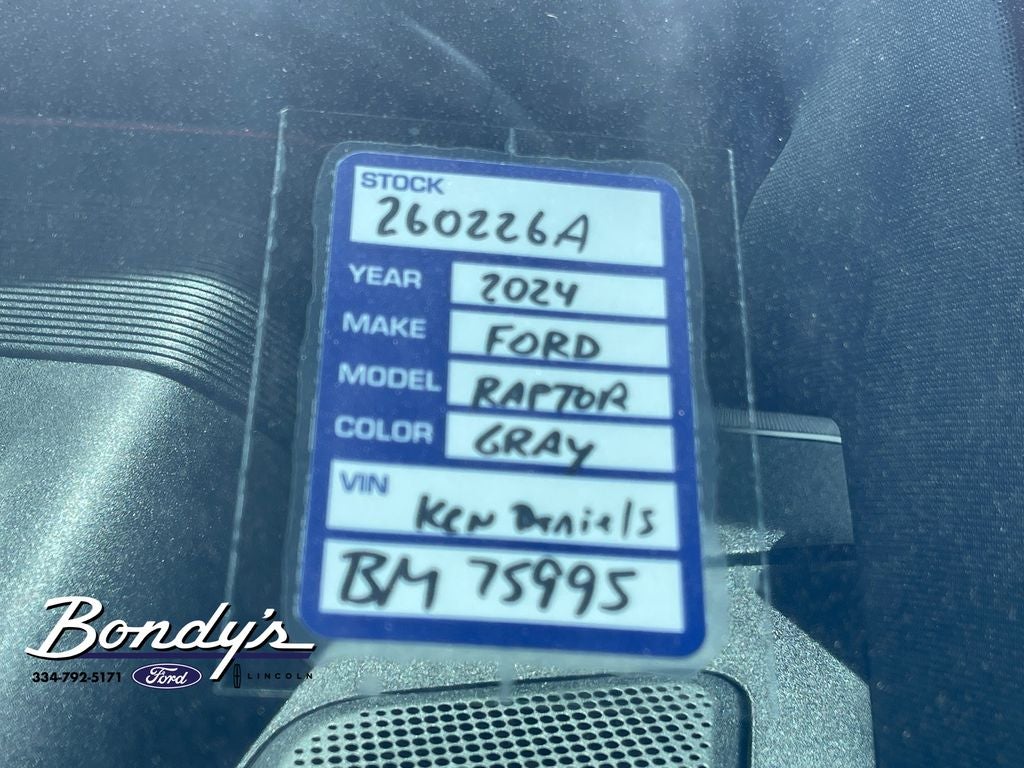 STOCK
260226A
YEAR 2024
MAKE FORD
MODEL RAPTOR
COLOR GRAY
VIN
Ken Daniels
BM 75995
Bondy's
334-792-5171 Ford LINCOLN